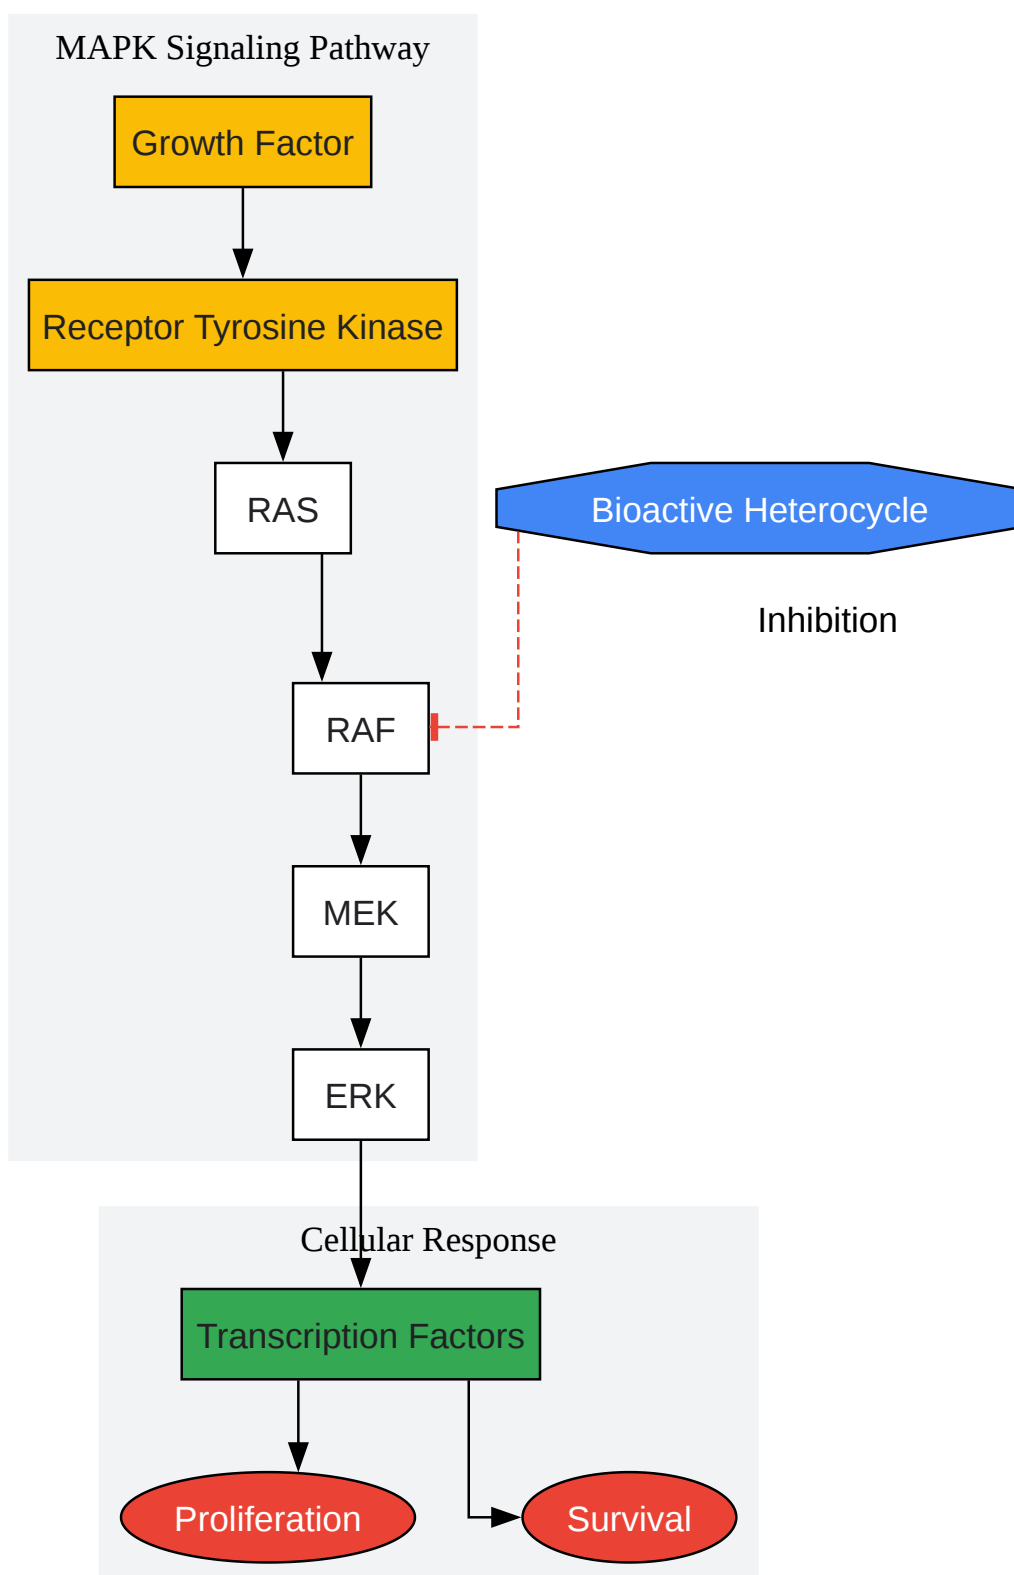 MAPK Signaling Pathway
Growth Factor
Receptor Tyrosine Kinase
RAS
Bioactive Heterocycle
Inhibition
RAF
MEK
ERK
Cellular Response
Transcription Factors
Proliferation
Survival